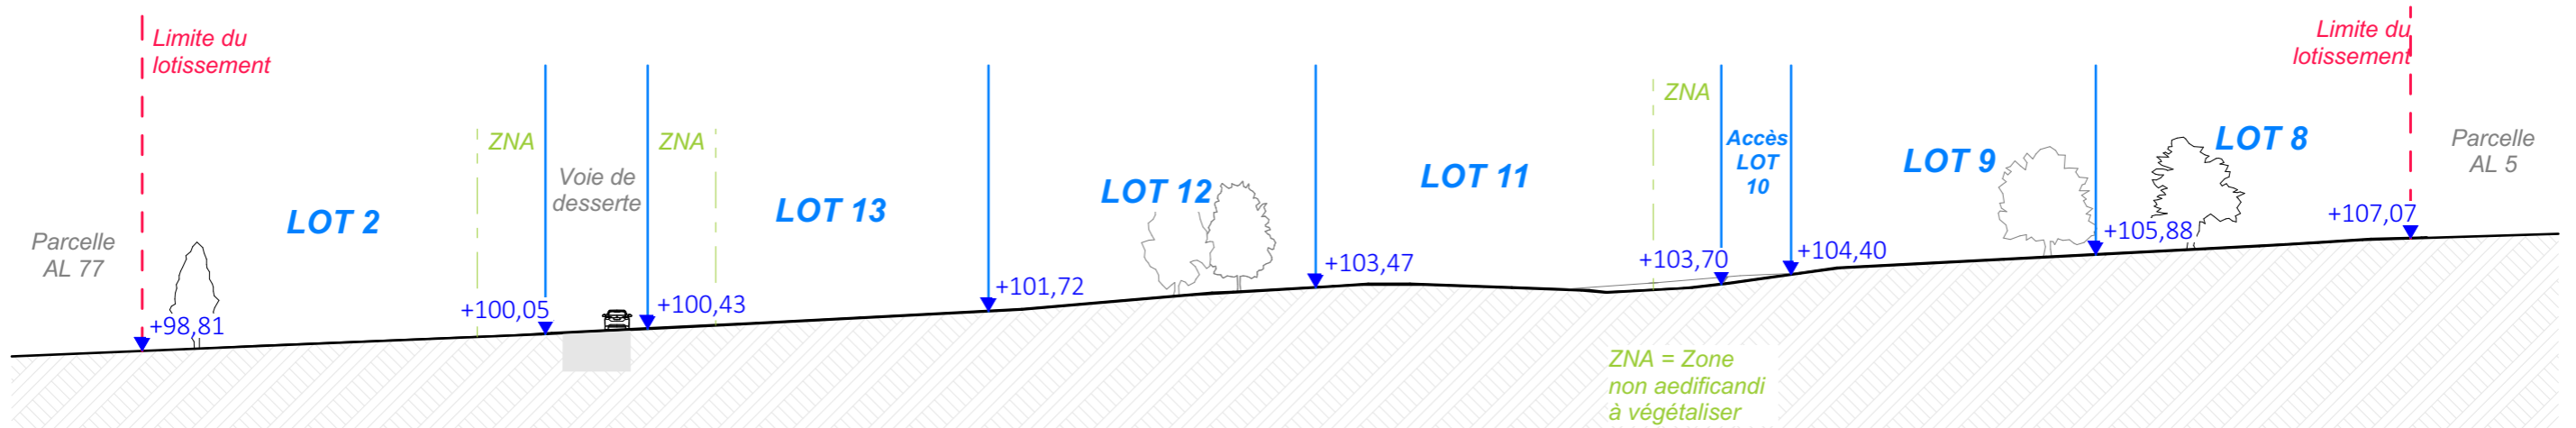 Limite du
lotissement
Limite du
lotissement
ZNA
ZNA
ZNA
Voie de
desserte
Accès
LOT
10
LOT 2
LOT 13
LOT 12
LOT 11
LOT 9
LOT 8
Parcelle
AL 77
Parcelle
AL 5
+98,81
+100,05
+100,43
+101,72
+103,47
+103,70
+104,40
+105,88
+107,07
ZNA = Zone
non aedificandi
à végétaliser